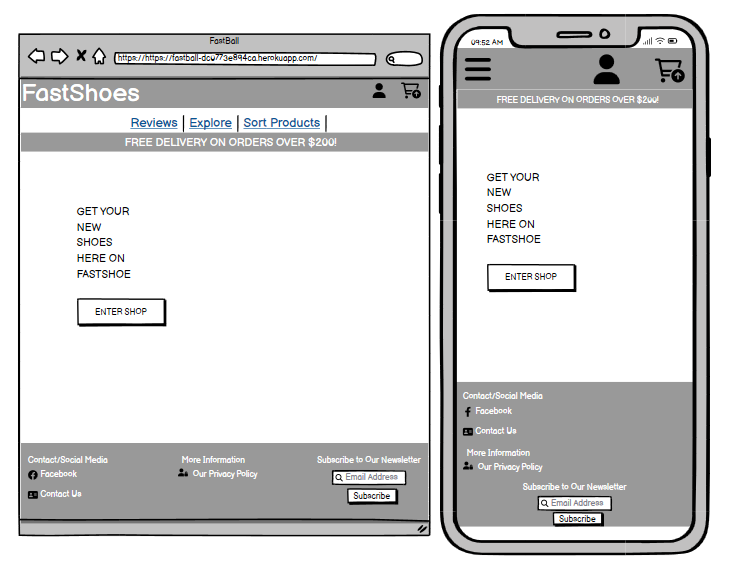 FastBall
https://https://fastball-dcu773e894ca.herokuapp.com/
FastShoes
Reviews Explore Sort Products
FREE DELIVERY ON ORDERS OVER $200!
GET YOUR
NEW
SHOES
HERE ON
FASTSHOE
ENTER SHOP
Contact/Social Media
Facebook
Contact Us
More Information
Our Privacy Policy
Subscribe to Our Newsletter
Email Address
Subscribe
09:52 AM
FREE DELIVERY ON ORDERS OVER $200!
GET YOUR
NEW
SHOES
HERE ON
FASTSHOE
ENTER SHOP
Contact/Social Media
Facebook
Contact Us
More Information
Our Privacy Policy
Subscribe to Our Newsletter
Email Address
Subscribe